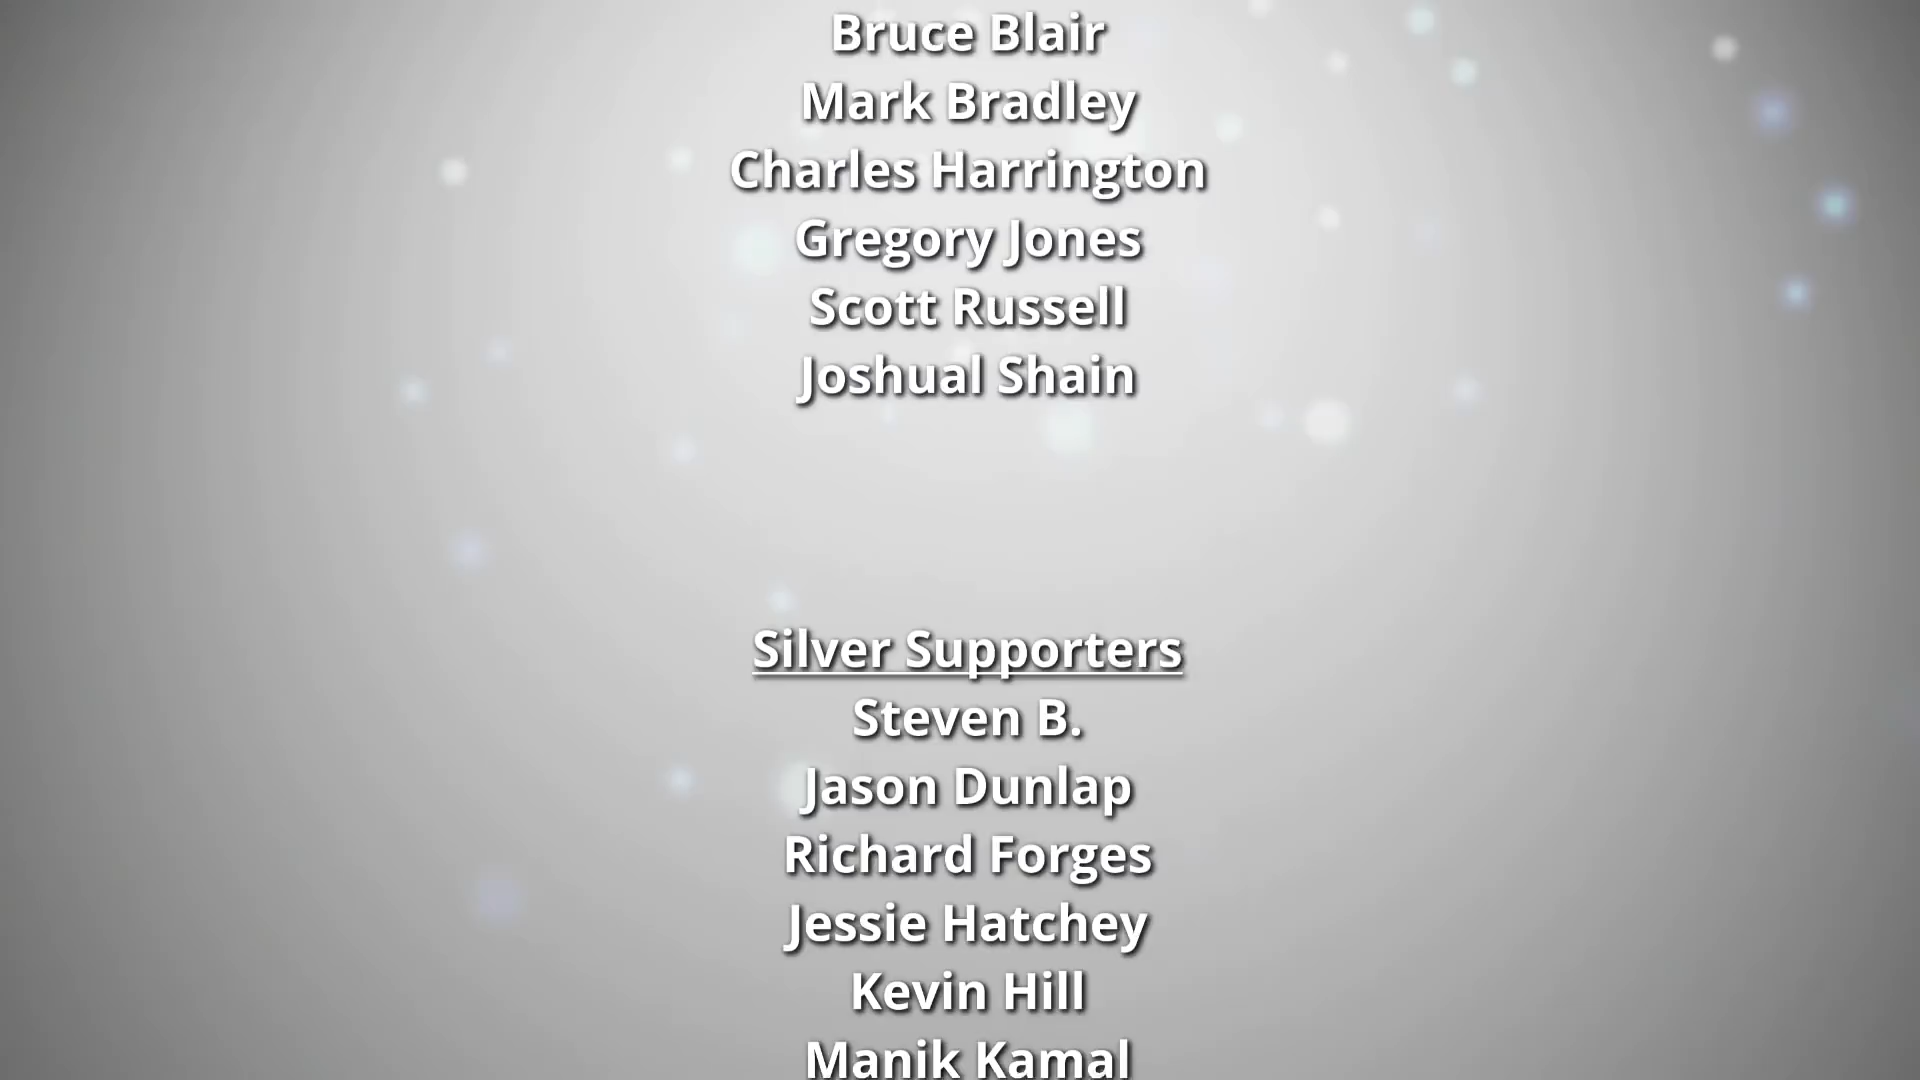 Bruce Blair
Mark Bradley
Charles Harrington
Gregory Jones
Scott Russell
Joshual Shain
Silver Supporters
Steven B.
Jason Dunlap
Richard Forges
Jessie Hatchey
Kevin Hill
Manik Kamal